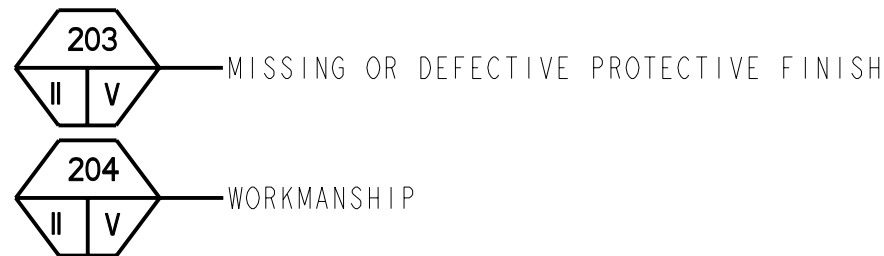 203
II V MISSING OR DEFECTIVE PROTECTIVE FINISH
204
II V WORKMANSHIP